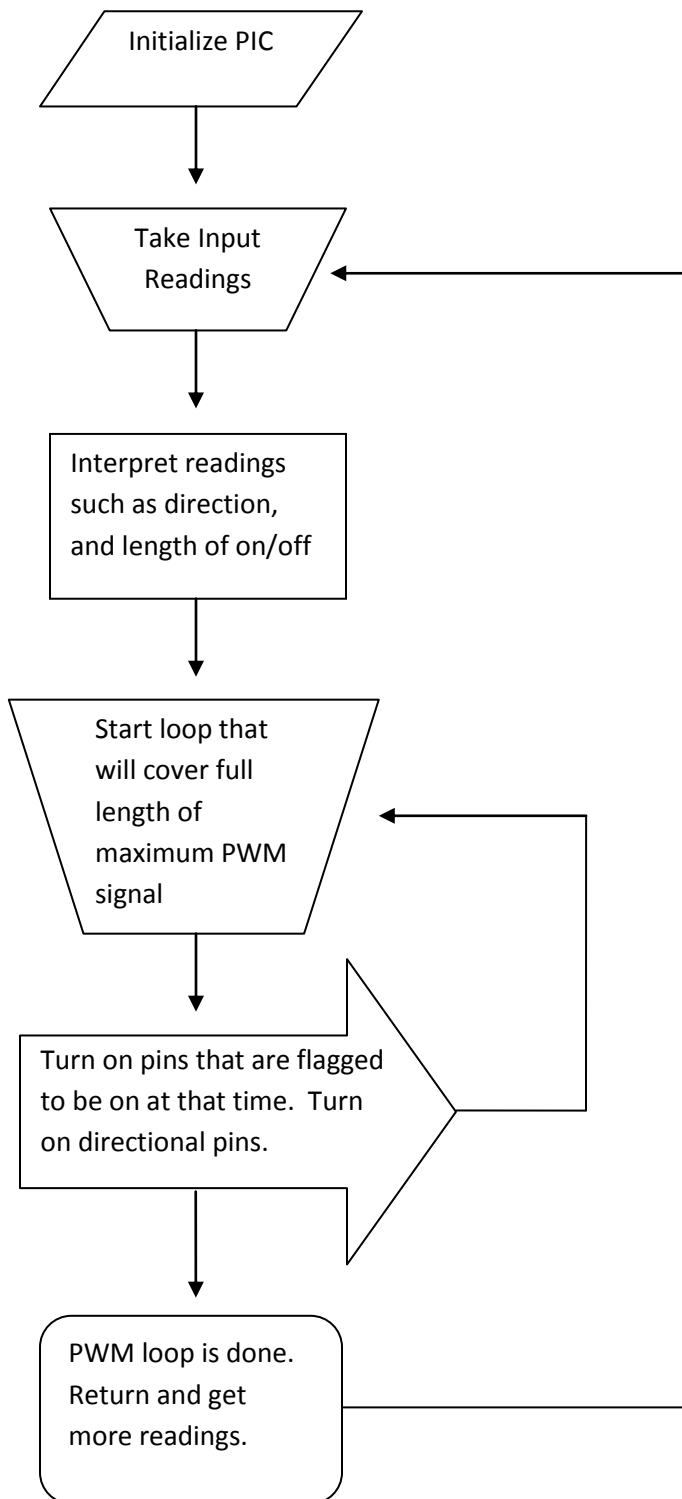 Initialize PIC
Take Input
Readings
Interpret readings
such as direction,
and length of on/off
Start loop that
will cover full
length of
maximum PWM
signal
Turn on pins that are flagged
to be on at that time.  Turn
on directional pins.
PWM loop is done.
Return and get
more readings.